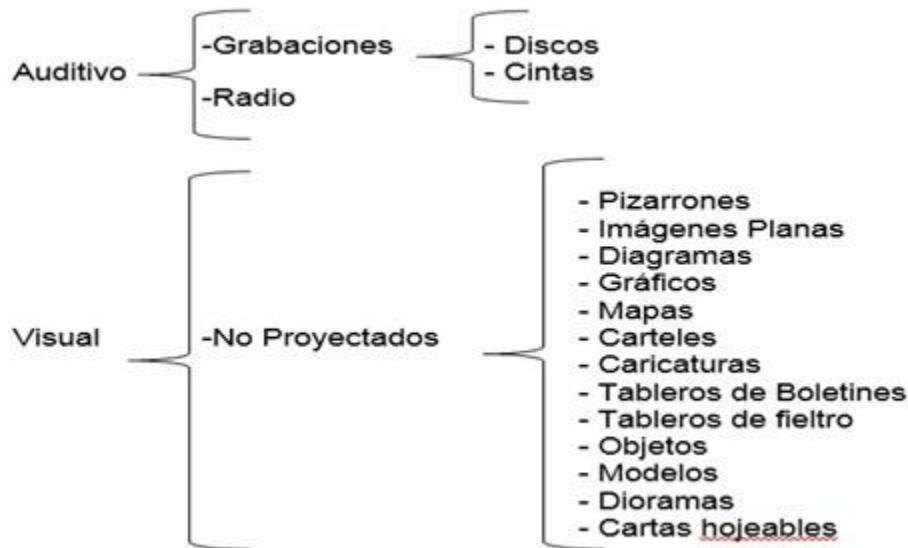 Auditivo
-Grabaciones
-Radio
- Discos
- Cintas
Visual
-No Proyectados
- Pizarrones
- Imágenes Planas
- Diagramas
- Gráficos
- Mapas
- Carteles
- Caricaturas
- Tableros de Boletines
- Tableros de fieltro
- Objetos
- Modelos
- Dioramas
- Cartas hojeables